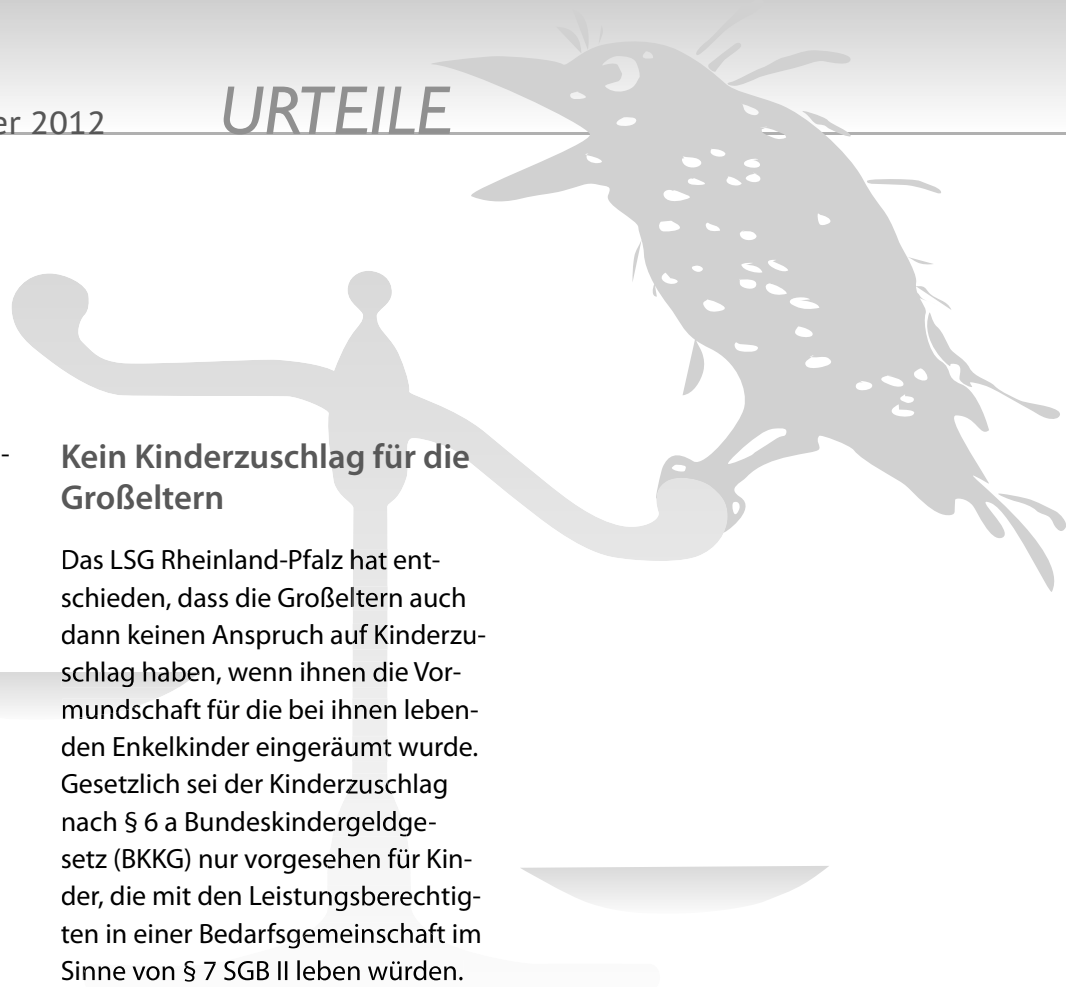 er 2012
URTEILE
-
Kein Kinderzuschlag für die
Großeltern
Das LSG Rheinland-Pfalz hat ent-
schieden, dass die Großeltern auch
dann keinen Anspruch auf Kinderzu-
schlag haben, wenn ihnen die Vor-
mundschaft für die bei ihnen leben-
den Enkelkinder eingeräumt wurde.
Gesetzlich sei der Kinderzuschlag
nach § 6 a Bundeskindergeldge-
setz (BKKG) nur vorgesehen für Kin-
der, die mit den Leistungsberechtig-
ten in einer Bedarfsgemeinschaft im
Sinne von § 7 SGB II leben würden.